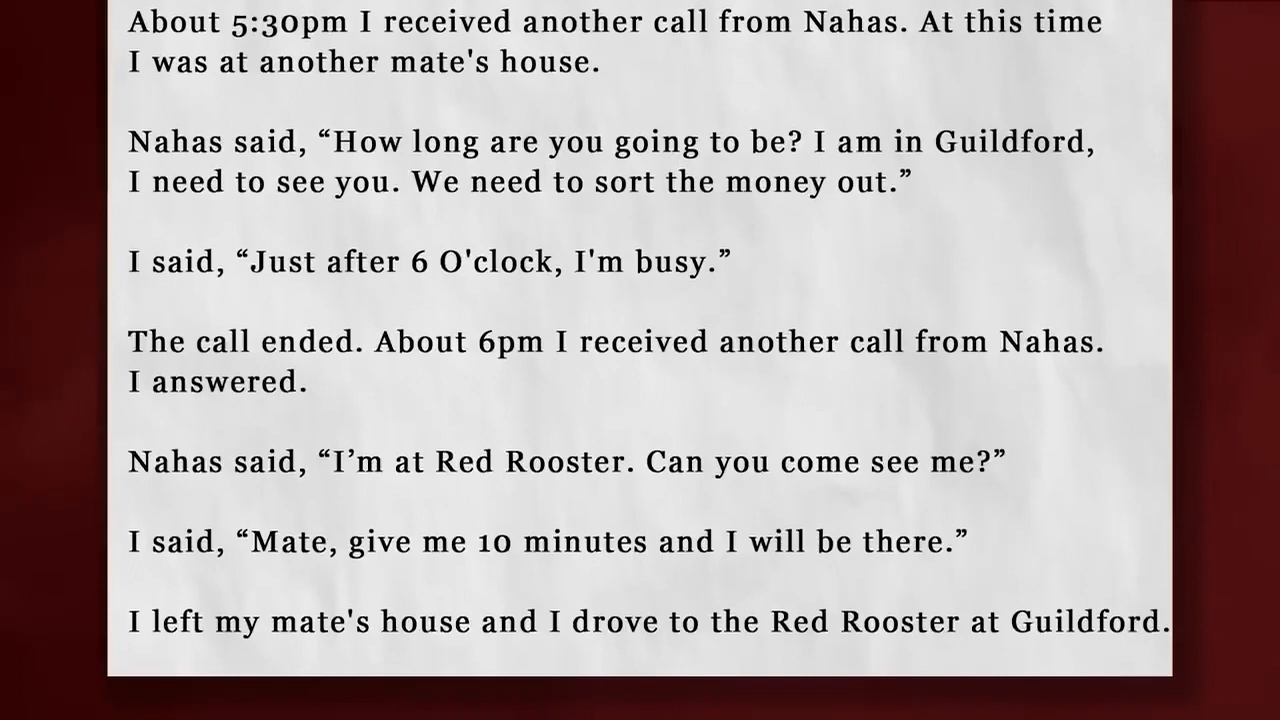 About 5:30pm I received another call from Nahas. At this time
I was at another mate's house.
Nahas said, “How long are you going to be? I am in Guildford,
I need to see you. We need to sort the money out.”
I said, “Just after 6 O'clock, I'm busy.”
The call ended. About 6pm I received another call from Nahas.
I answered.
Nahas said, “I’m at Red Rooster. Can you come see me?”
I said, “Mate, give me 10 minutes and I will be there.”
I left my mate's house and I drove to the Red Rooster at Guildford.